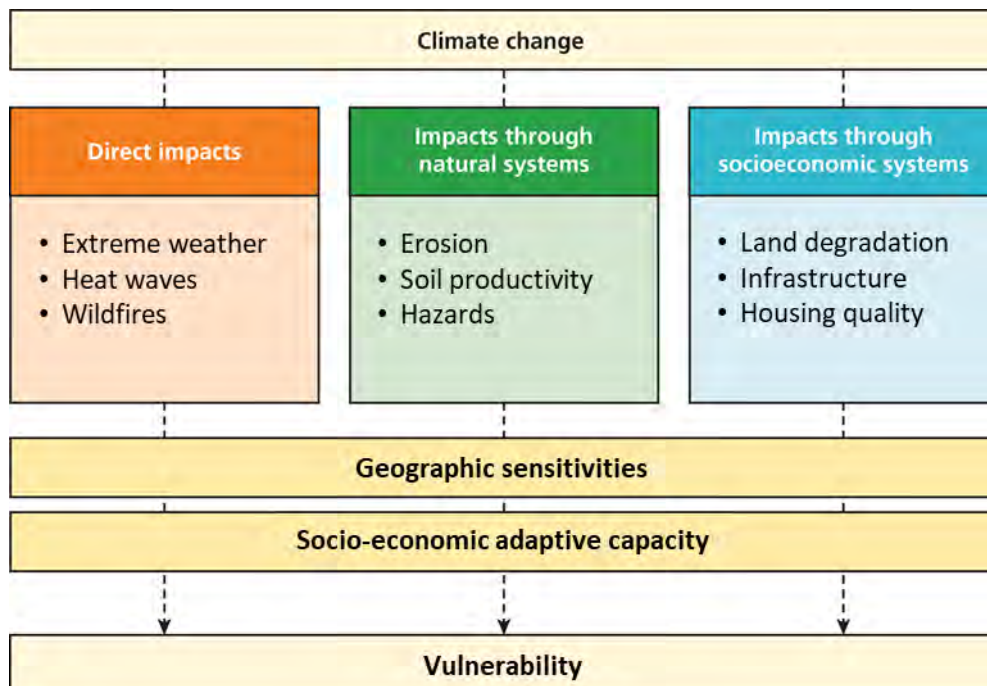 Climate change
Direct impacts
• Extreme weather
• Heat waves
• Wildfires
Impacts through
natural systems
• Erosion
• Soil productivity
• Hazards
Impacts through
socioeconomic systems
• Land degradation
• Infrastructure
• Housing quality
Geographic sensitivities
Socio-economic adaptive capacity
Vulnerability